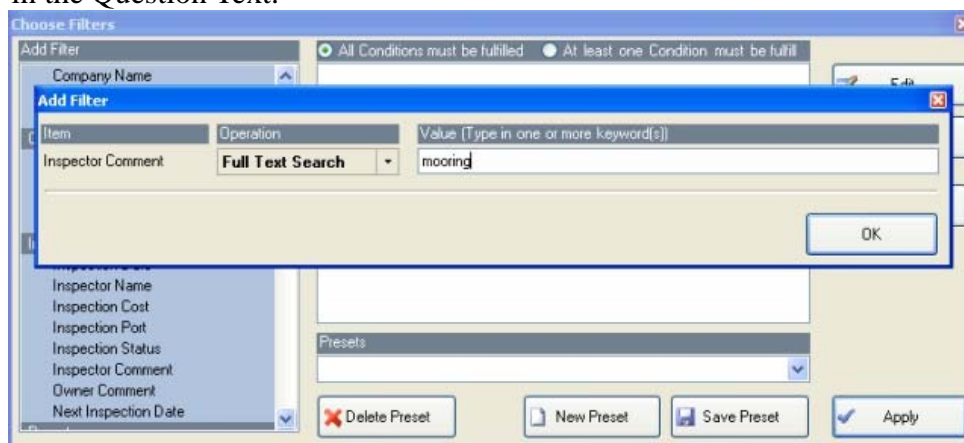 in the Question Text.
Choose Filters
Add Filter
All Conditions must be fulfilled At least one Condition must be fulfill
Company Name
Edit
Add Filter
Item Operation Value (Type in one or more keyword(s))
Inspector Comment Full Text Search mooring
OK
Inspector Name
Inspection Cost
Inspection Port
Inspection Status
Inspector Comment
Owner Comment
Next Inspection Date
Presets
Delete Preset New Preset Save Preset Apply